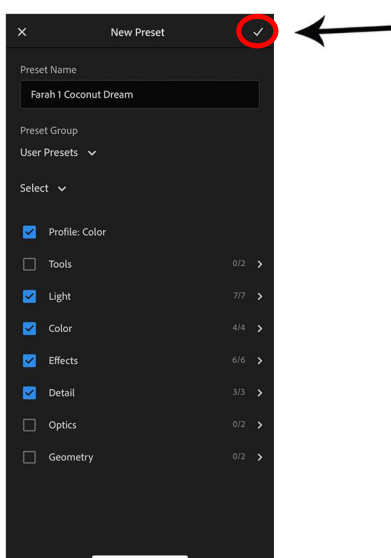 New Preset
Preset Name
Farah 1 Coconut Dream
Preset Group
User Presets
Select
Profile: Color
Tools 0/2
Light 7/7
Color 4/4
Effects 6/6
Detail 3/3
Optics 0/2
Geometry 0/2